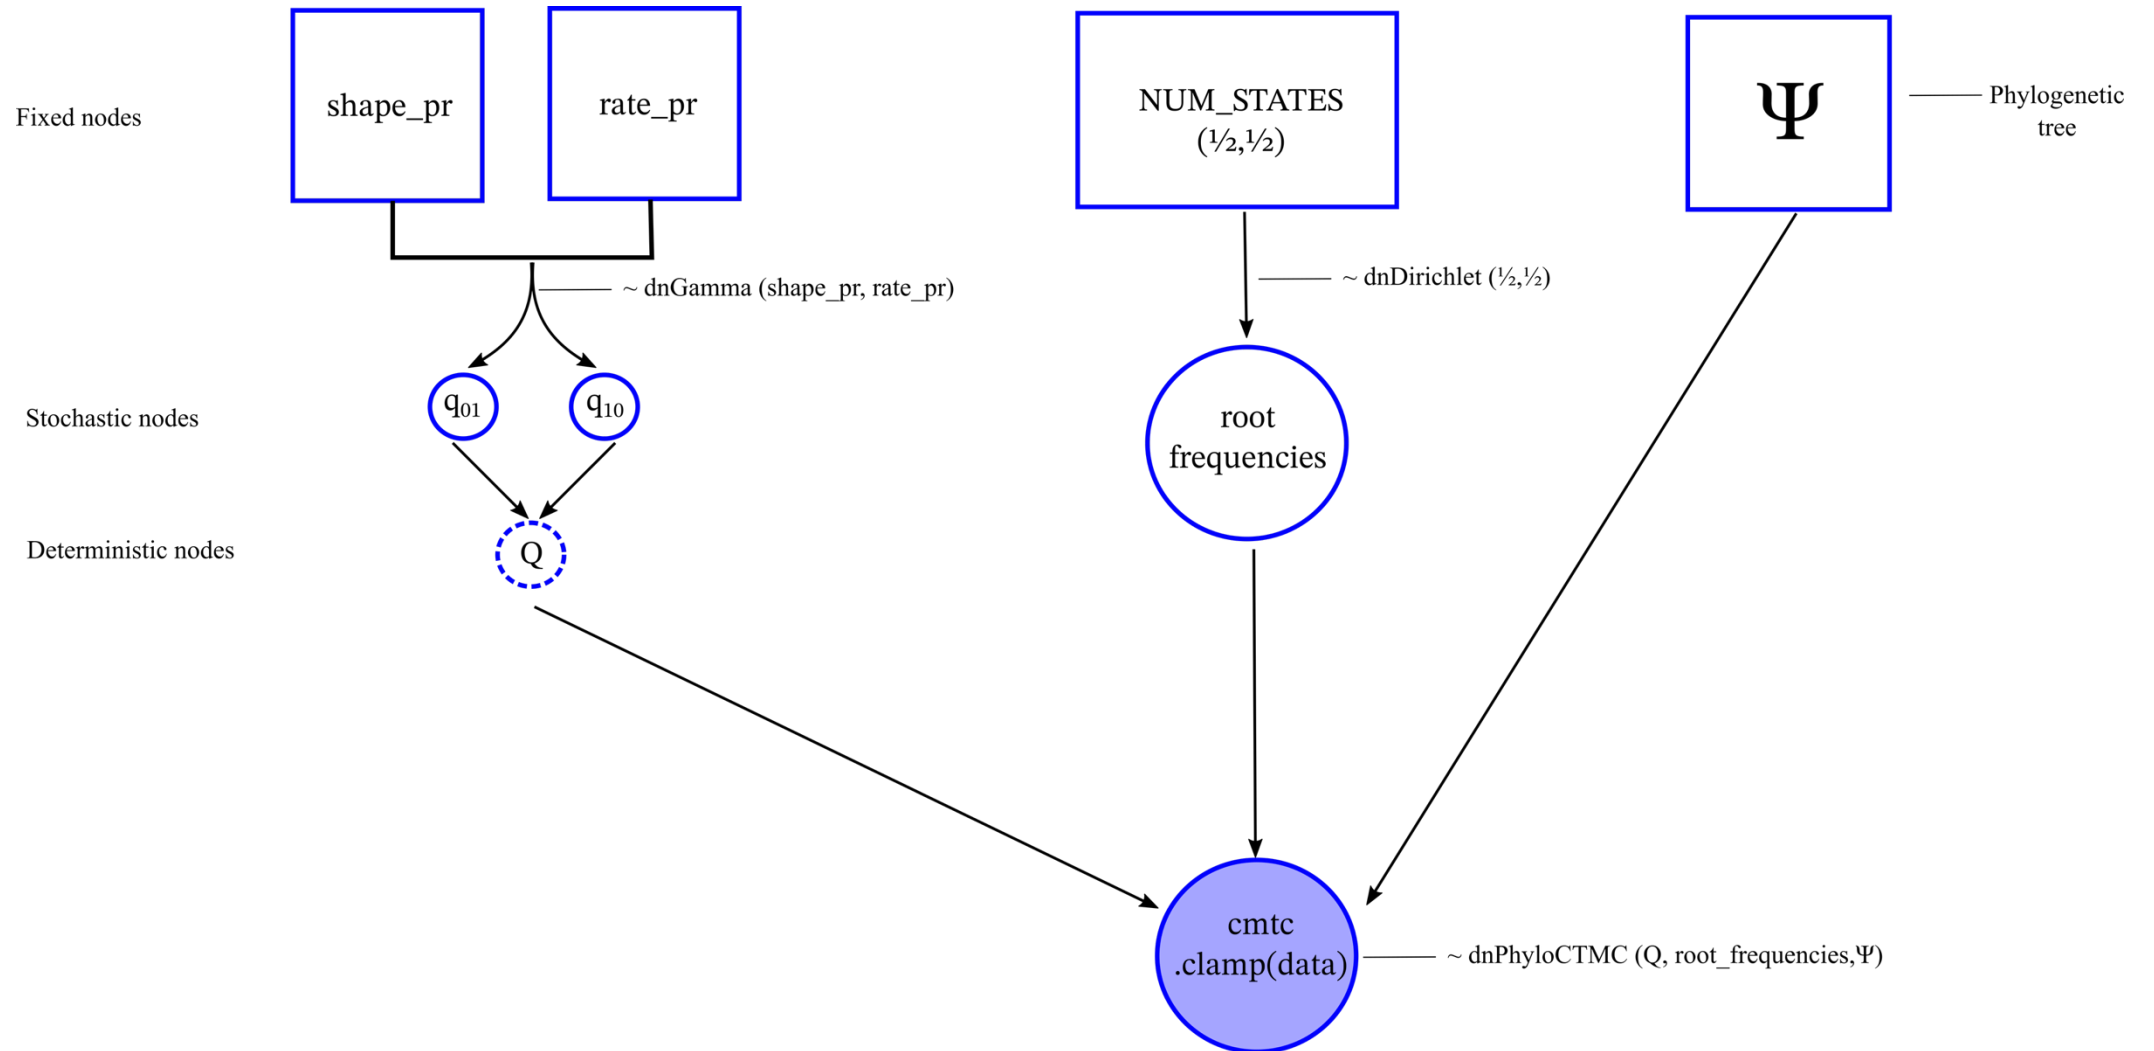 Fixed nodes
shape_pr
rate_pr
NUM_STATES
(½,½)
Ψ
Phylogenetic
tree
~ dnGamma (shape_pr, rate_pr)
~ dnDirichlet (½,½)
Stochastic nodes
q₀₁
q₁₀
root
frequencies
Deterministic nodes
Q
cmtc
.clamp(data)
~ dnPhyloCTMC (Q, root_frequencies,Ψ)